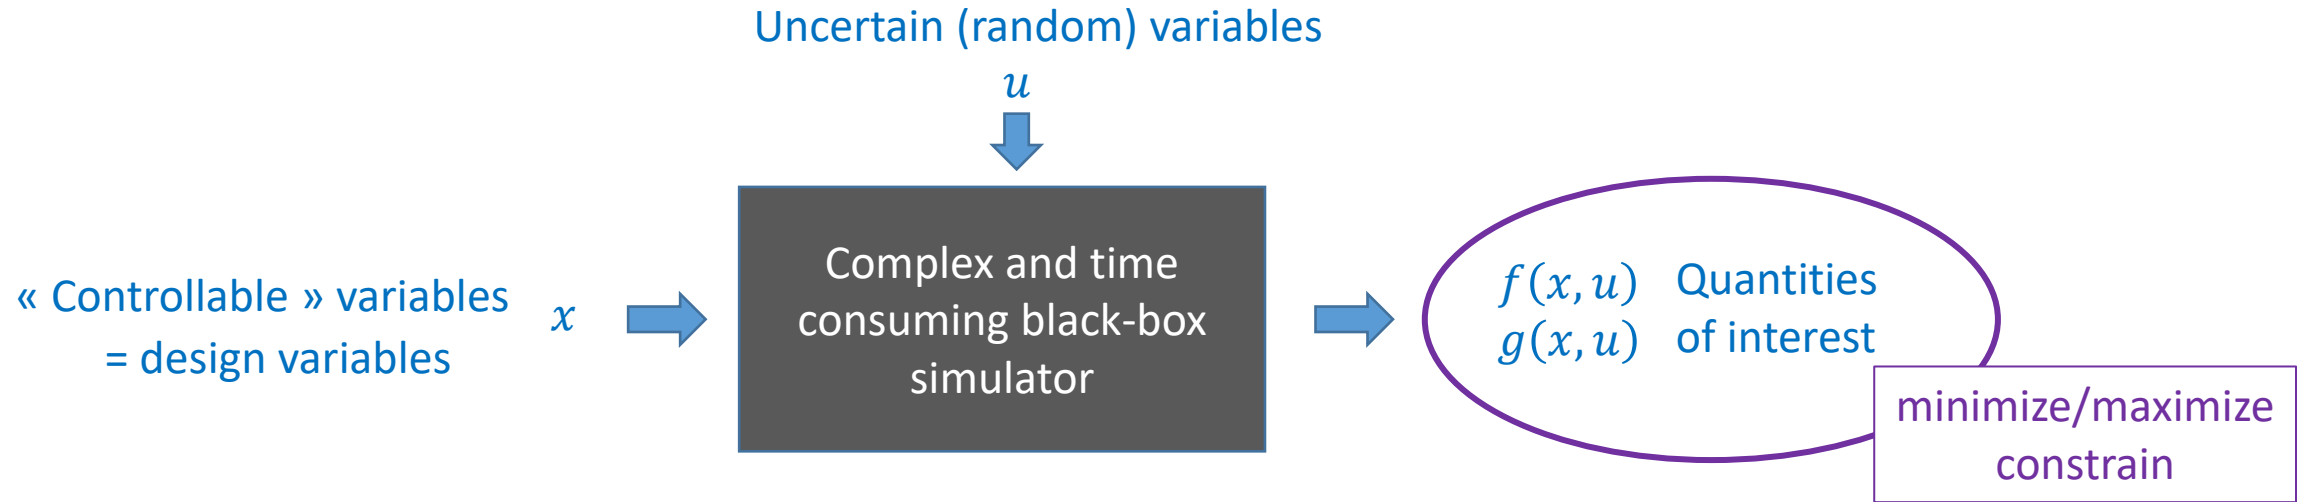 Uncertain (random) variables
u
« Controllable » variables
= design variables
x
Complex and time
consuming black-box
simulator
f(x, u) Quantities
g(x, u) of interest
minimize/maximize
constrain